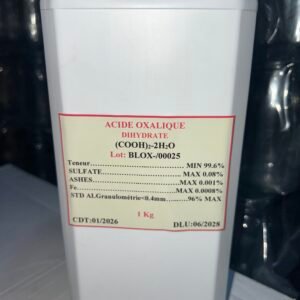 ACIDE OXALIQUE
DIHYDRATE
(COOH)₂-2H₂O
Lot: BLOX-/00025
Teneur……………………………MIN 99.6%
SULFATE………………………MAX 0.08%
ASHES…………………………MAX 0.001%
Fe………………………………MAX 0.0008%
STD Al.Granulométrie<0.4mm………96% MAX
1 Kg
CDT:01/2026 DLU:06/2028